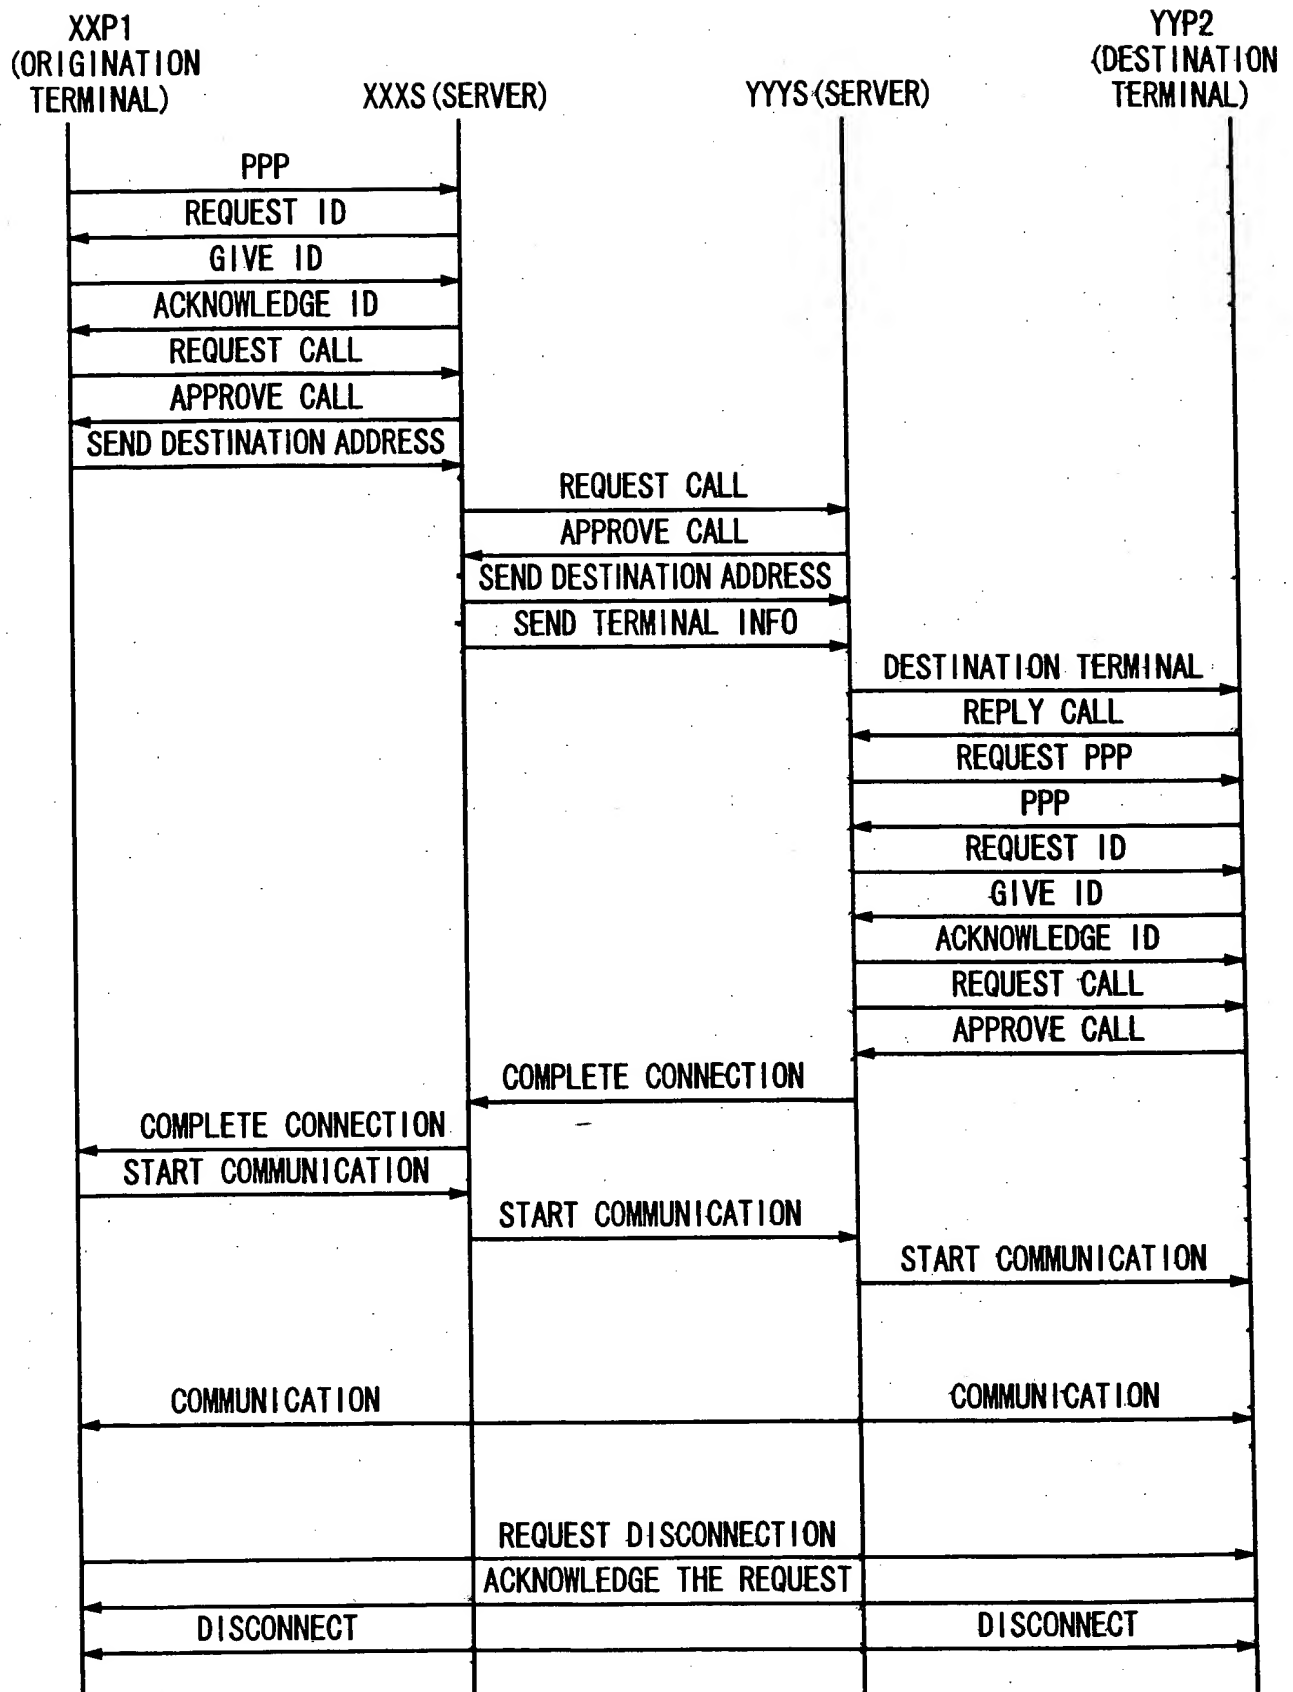 XXP1
(ORIGINATION
TERMINAL)
XXXS(SERVER)
YYYS(SERVER)
YYP2
(DESTINATION
TERMINAL)
PPP
REQUEST ID
GIVE ID
ACKNOWLEDGE ID
REQUEST CALL
APPROVE CALL
SEND DESTINATION ADDRESS
REQUEST CALL
APPROVE CALL
SEND DESTINATION ADDRESS
SEND TERMINAL INFO
DESTINATION TERMINAL
REPLY CALL
REQUEST PPP
PPP
REQUEST ID
GIVE ID
ACKNOWLEDGE ID
REQUEST CALL
APPROVE CALL
COMPLETE CONNECTION
COMPLETE CONNECTION
START COMMUNICATION
START COMMUNICATION
START COMMUNICATION
COMMUNICATION
COMMUNICATION
REQUEST DISCONNECTION
ACKNOWLEDGE THE REQUEST
DISCONNECT
DISCONNECT